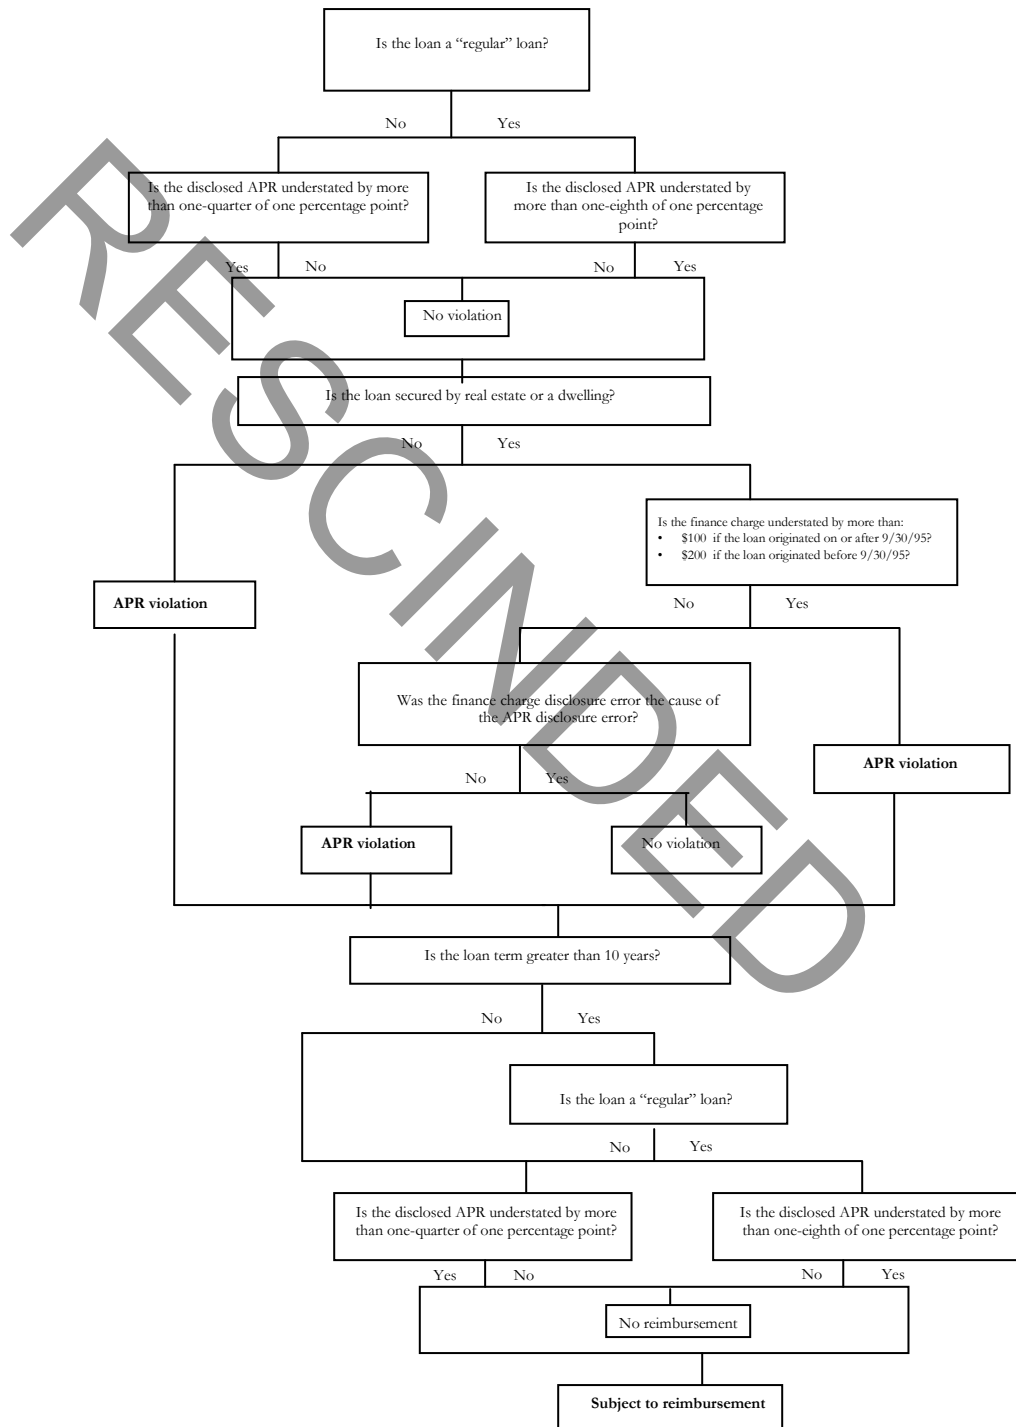 Is the loan a “regular” loan?
No Yes
Is the disclosed APR understated by more
than one-quarter of one percentage point?
Is the disclosed APR understated by
more than one-eighth of one percentage
point?
Yes No
No Yes
No violation
Is the loan secured by real estate or a dwelling?
No Yes
Is the finance charge understated by more than:
• $100 if the loan originated on or after 9/30/95?
• $200 if the loan originated before 9/30/95?
APR violation
No Yes
Was the finance charge disclosure error the cause of
the APR disclosure error?
APR violation
No Yes
APR violation
No violation
Is the loan term greater than 10 years?
No Yes
Is the loan a “regular” loan?
No Yes
Is the disclosed APR understated by more
than one-quarter of one percentage point?
Is the disclosed APR understated by more
than one-eighth of one percentage point?
Yes No
No Yes
No reimbursement
Subject to reimbursement
RESCINDED